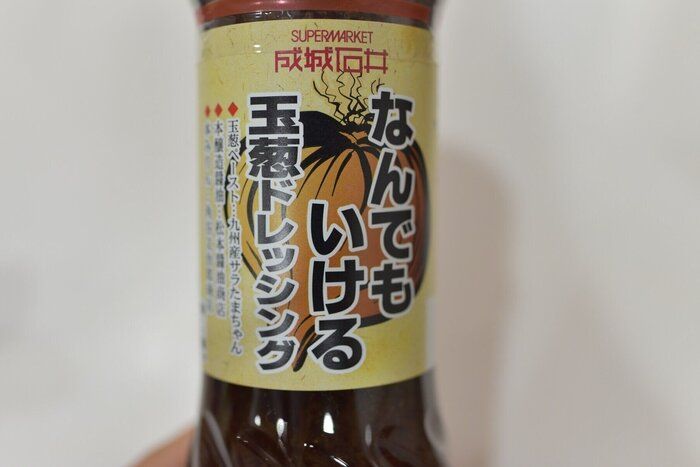 SUPERMARKET
成城石井
なんでも
いける
玉葱ドレッシング
◆玉葱ペースト…九州産サラたまちゃん
◆本醸造醤油…松本醤油商店